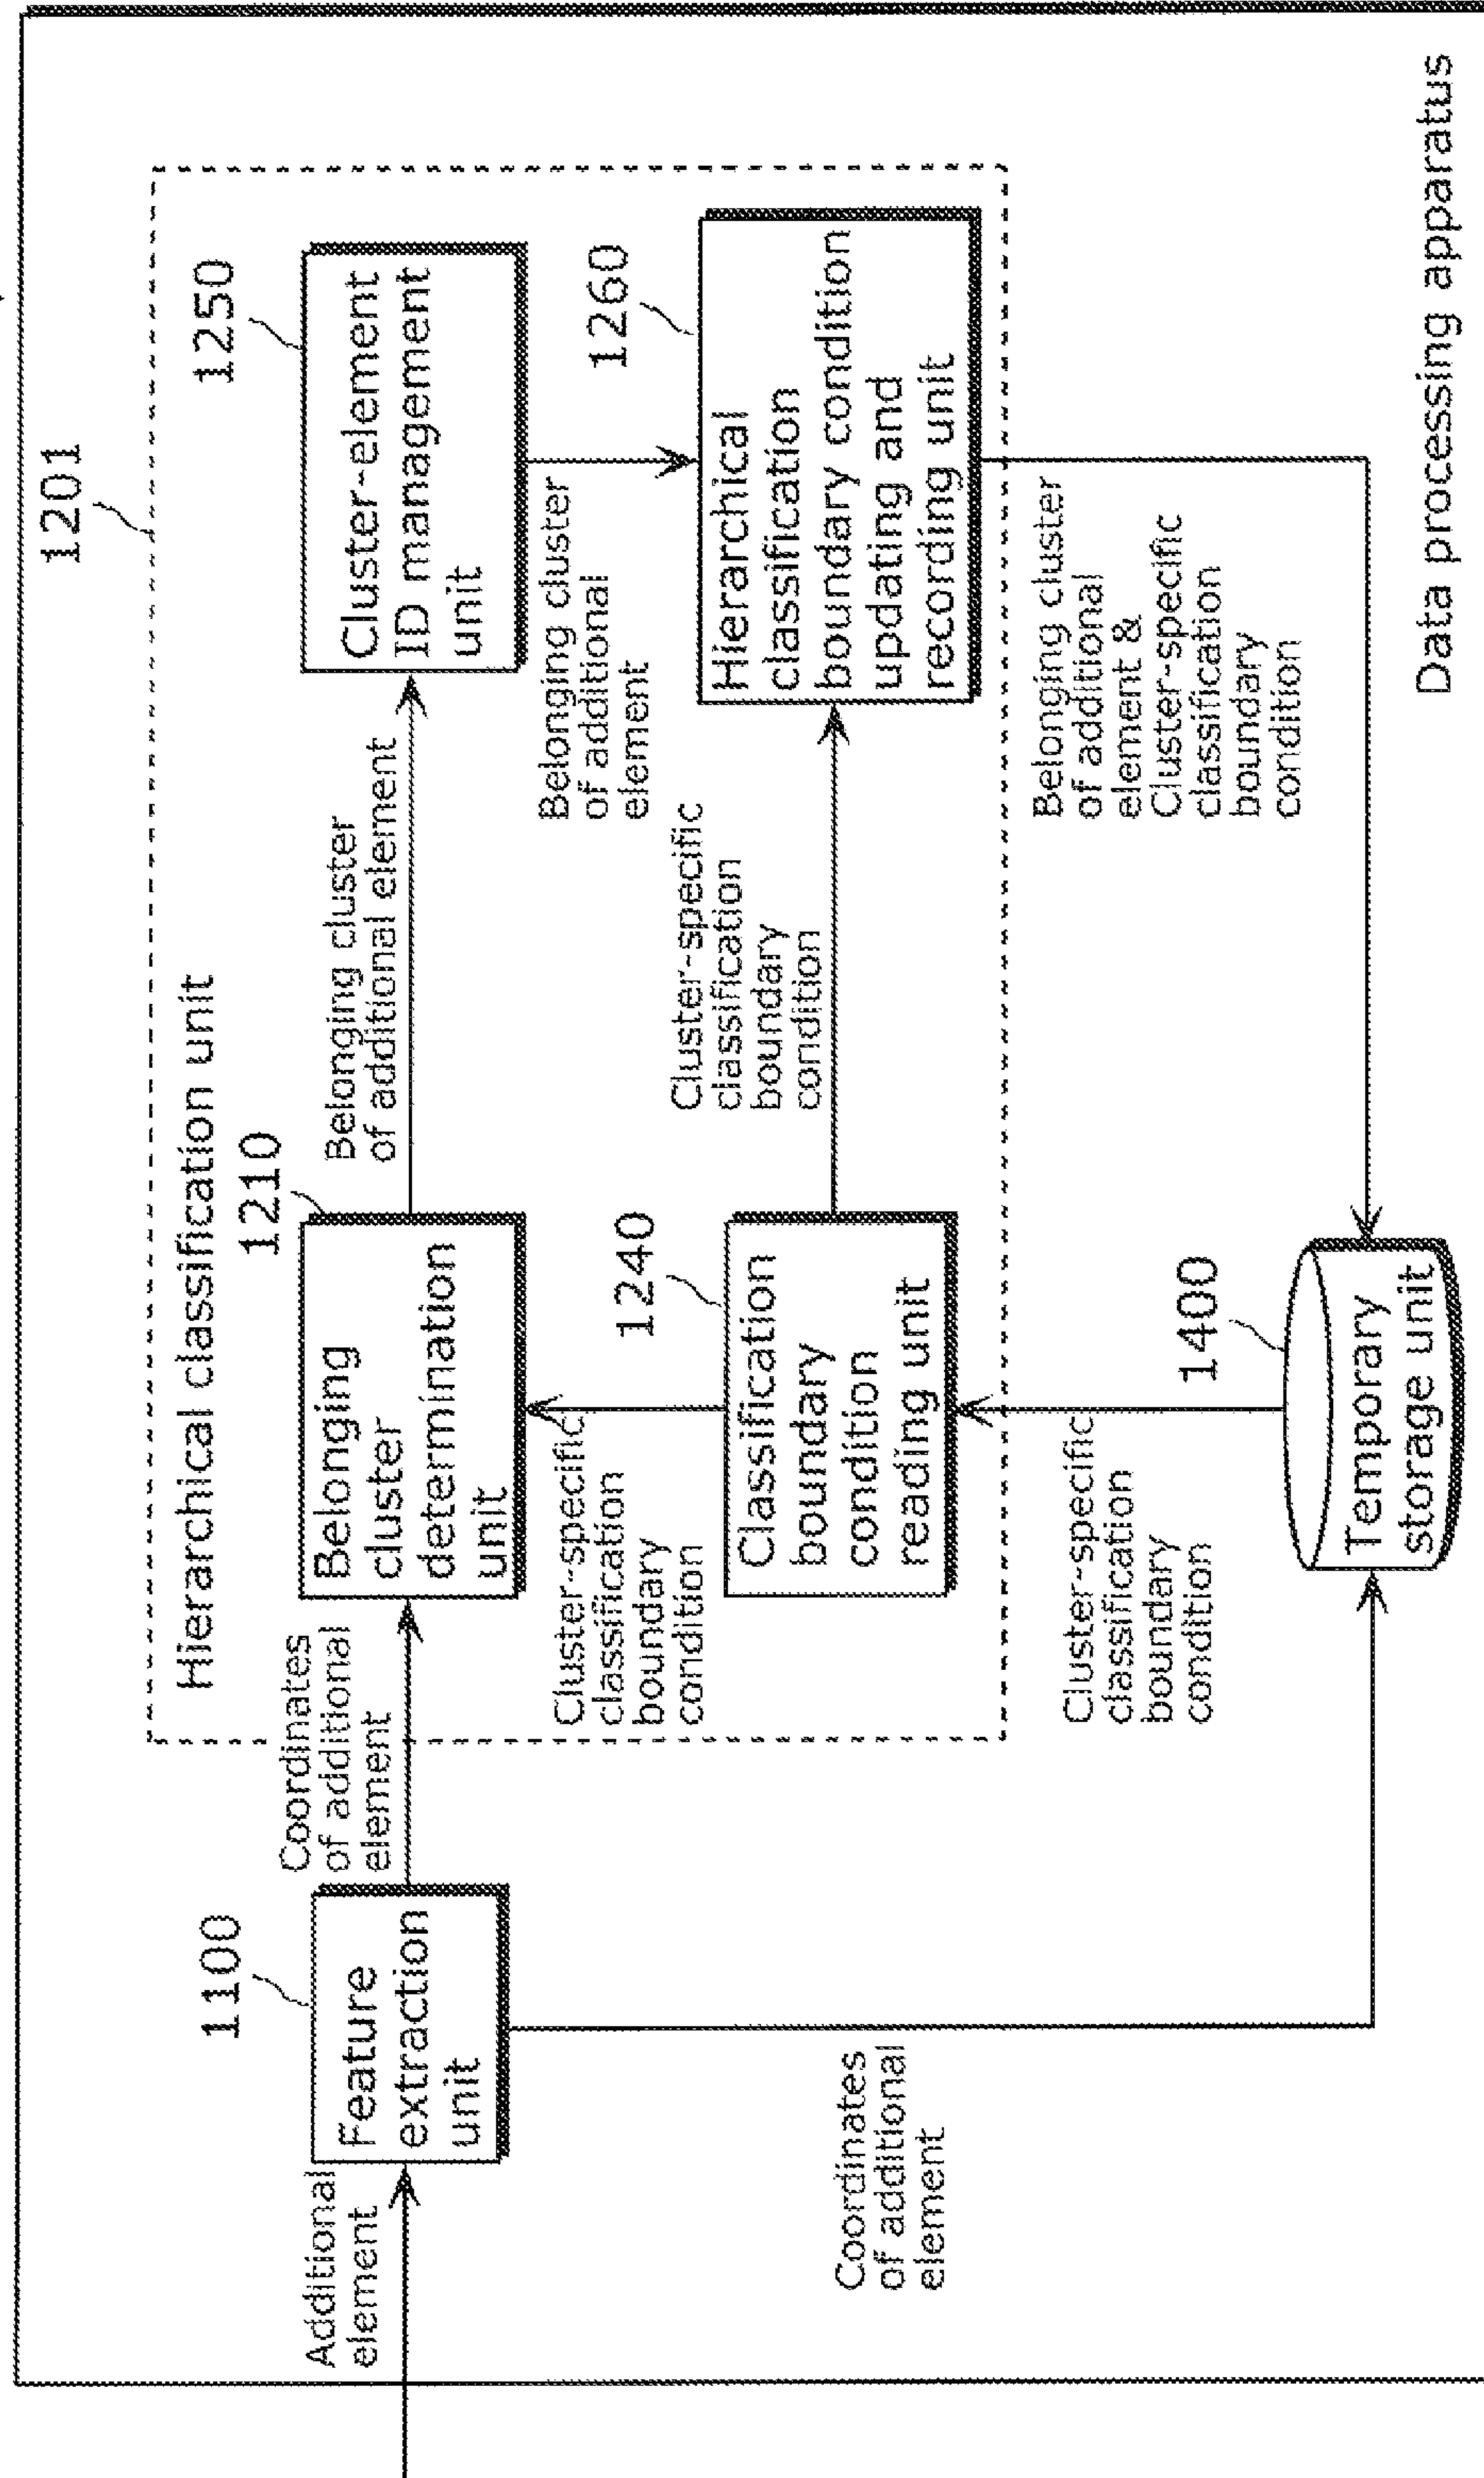 1201
Hierarchical classification unit
1100
1210
1250
Additional
element
Feature
extraction
unit
Coordinates
of additional
element
Belonging
cluster
determination
unit
Belonging cluster
of additional element
Cluster-element
ID management
unit
Cluster-specific
classification
boundary
condition
Belonging cluster
of additional
element
1240
1260
Classification
boundary
condition
reading unit
Cluster-specific
classification
boundary
condition
Hierarchical
classification
boundary condition
updating and
recording unit
Coordinates
of additional
element
Cluster-specific
classification
boundary
condition
Belonging cluster
of additional
element &
Cluster-specific
classification
boundary
condition
1400
Temporary
storage unit
Data processing apparatus